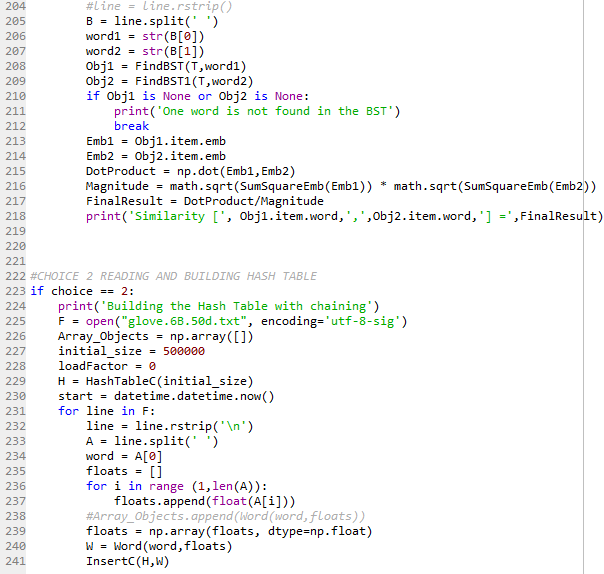 204 #line = line.rstrip()
205 B = line.split(' ')
206 word1 = str(B[0])
207 word2 = str(B[1])
208 Obj1 = FindBST(T,word1)
209 Obj2 = FindBST1(T,word2)
210 if Obj1 is None or Obj2 is None:
211 print('One word is not found in the BST')
212 break
213 Emb1 = Obj1.item.emb
214 Emb2 = Obj2.item.emb
215 DotProduct = np.dot(Emb1,Emb2)
216 Magnitude = math.sqrt(SumSquareEmb(Emb1)) * math.sqrt(SumSquareEmb(Emb2))
217 FinalResult = DotProduct/Magnitude
218 print('Similarity [', Obj1.item.word,',',Obj2.item.word,'] =',FinalResult)
219
220
221
222 #CHOICE 2 READING AND BUILDING HASH TABLE
223 if choice == 2:
224 print('Building the Hash Table with chaining')
225 F = open("glove.6B.50d.txt", encoding='utf-8-sig')
226 Array_Objects = np.array([])
227 initial_size = 500000
228 loadFactor = 0
229 H = HashTableC(initial_size)
230 start = datetime.datetime.now()
231 for line in F:
232 line = line.rstrip('\n')
233 A = line.split(' ')
234 word = A[0]
235 floats = []
236 for i in range (1,len(A)):
237 floats.append(float(A[i]))
238 #Array_Objects.append(Word(word,floats))
239 floats = np.array(floats, dtype=np.float)
240 W = Word(word,floats)
241 InsertC(H,W)